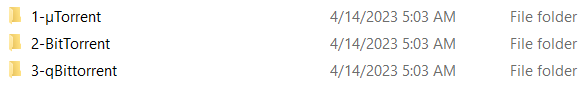 1-µTorrent 4/14/2023 5:03 AM File folder
2-BitTorrent 4/14/2023 5:03 AM File folder
3-qBittorrent 4/14/2023 5:03 AM File folder